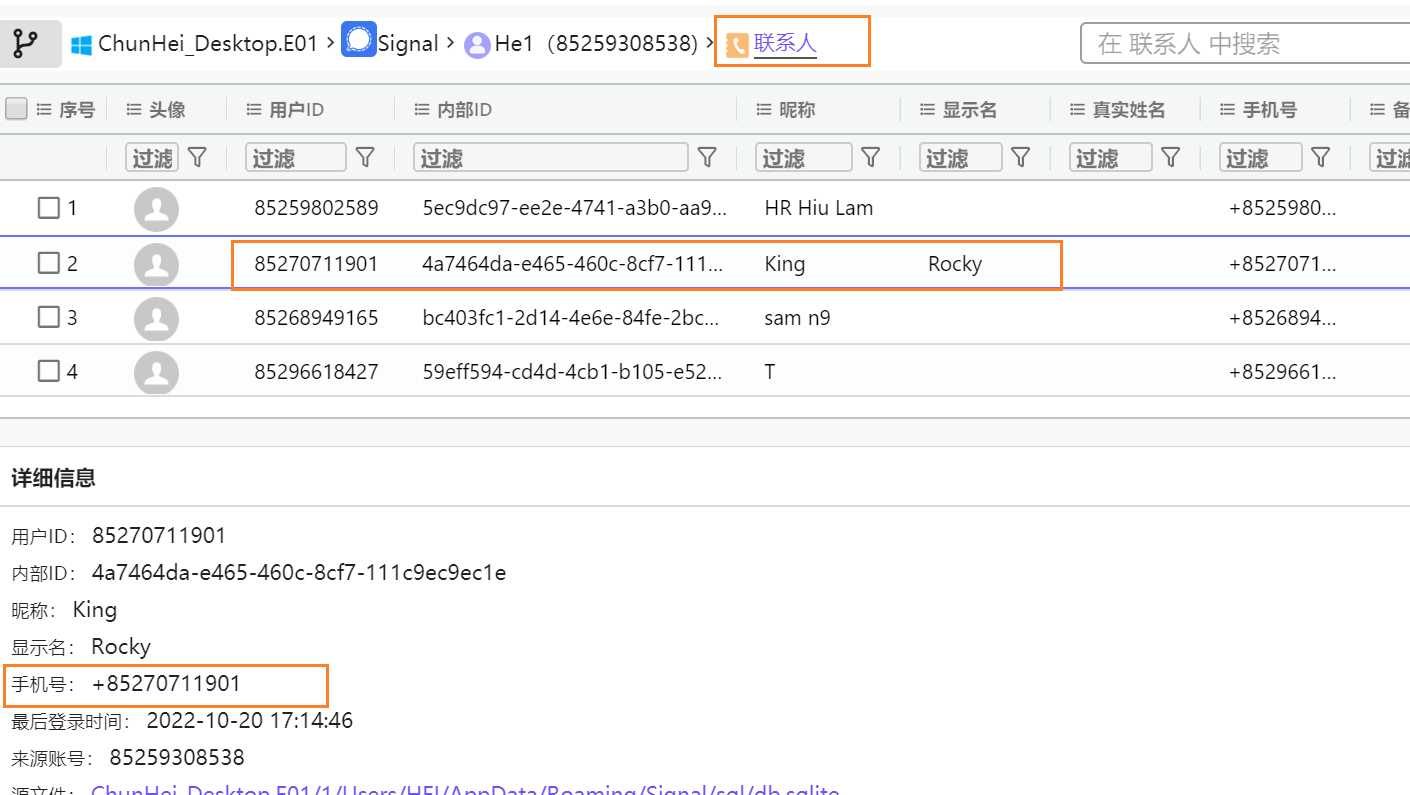 ChunHei_Desktop.E01 › Signal › He1（85259308538）› 联系人 在 联系人 中搜索
序号 头像 用户ID 内部ID 昵称 显示名 真实姓名 手机号 备
过滤 过滤 过滤 过滤 过滤 过滤 过滤 过滤
1 85259802589 5ec9dc97-ee2e-4741-a3b0-aa9... HR Hiu Lam +8525980...
2 85270711901 4a7464da-e465-460c-8cf7-111... King Rocky +8527071...
3 85268949165 bc403fc1-2d14-4e6e-84fe-2bc... sam n9 +8526894...
4 85296618427 59eff594-cd4d-4cb1-b105-e52... T +8529661...
详细信息
用户ID： 85270711901
内部ID： 4a7464da-e465-460c-8cf7-111c9ec9ec1e
昵称： King
显示名： Rocky
手机号： +85270711901
最后登录时间： 2022-10-20 17:14:46
来源账号： 85259308538
源文件： ChunHei_Desktop.E01/1/Users/HEI/AppData/Roaming/Signal/sql/db.sqlite